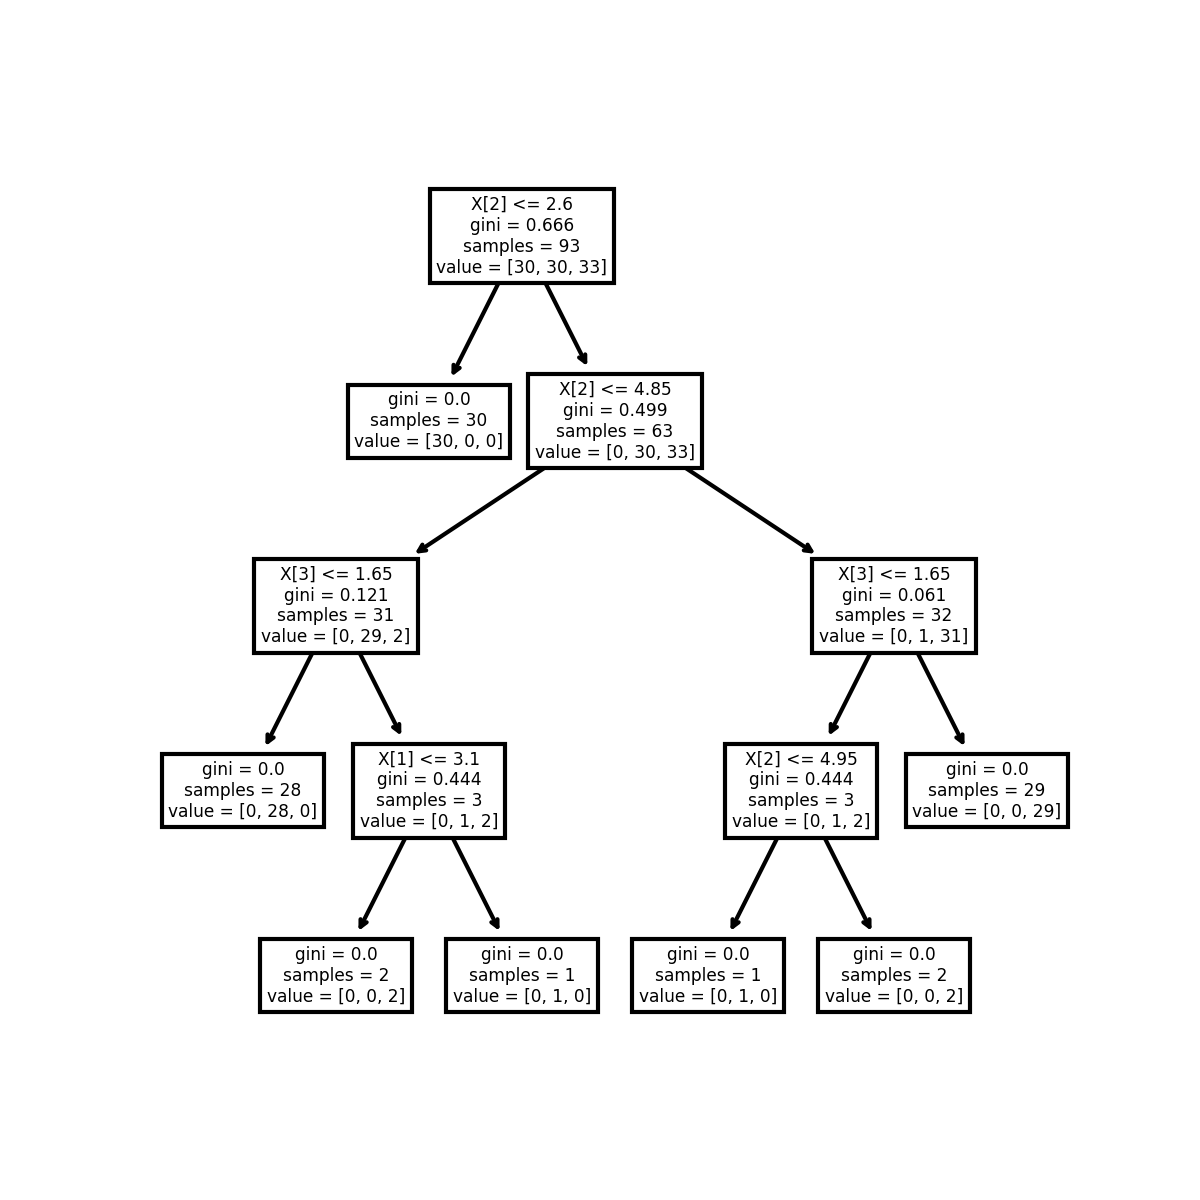 X[2] <= 2.6
gini = 0.666
samples = 93
value = [30, 30, 33]
gini = 0.0
samples = 30
value = [30, 0, 0]
X[2] <= 4.85
gini = 0.499
samples = 63
value = [0, 30, 33]
X[3] <= 1.65
gini = 0.121
samples = 31
value = [0, 29, 2]
X[3] <= 1.65
gini = 0.061
samples = 32
value = [0, 1, 31]
gini = 0.0
samples = 28
value = [0, 28, 0]
X[1] <= 3.1
gini = 0.444
samples = 3
value = [0, 1, 2]
X[2] <= 4.95
gini = 0.444
samples = 3
value = [0, 1, 2]
gini = 0.0
samples = 29
value = [0, 0, 29]
gini = 0.0
samples = 2
value = [0, 0, 2]
gini = 0.0
samples = 1
value = [0, 1, 0]
gini = 0.0
samples = 1
value = [0, 1, 0]
gini = 0.0
samples = 2
value = [0, 0, 2]